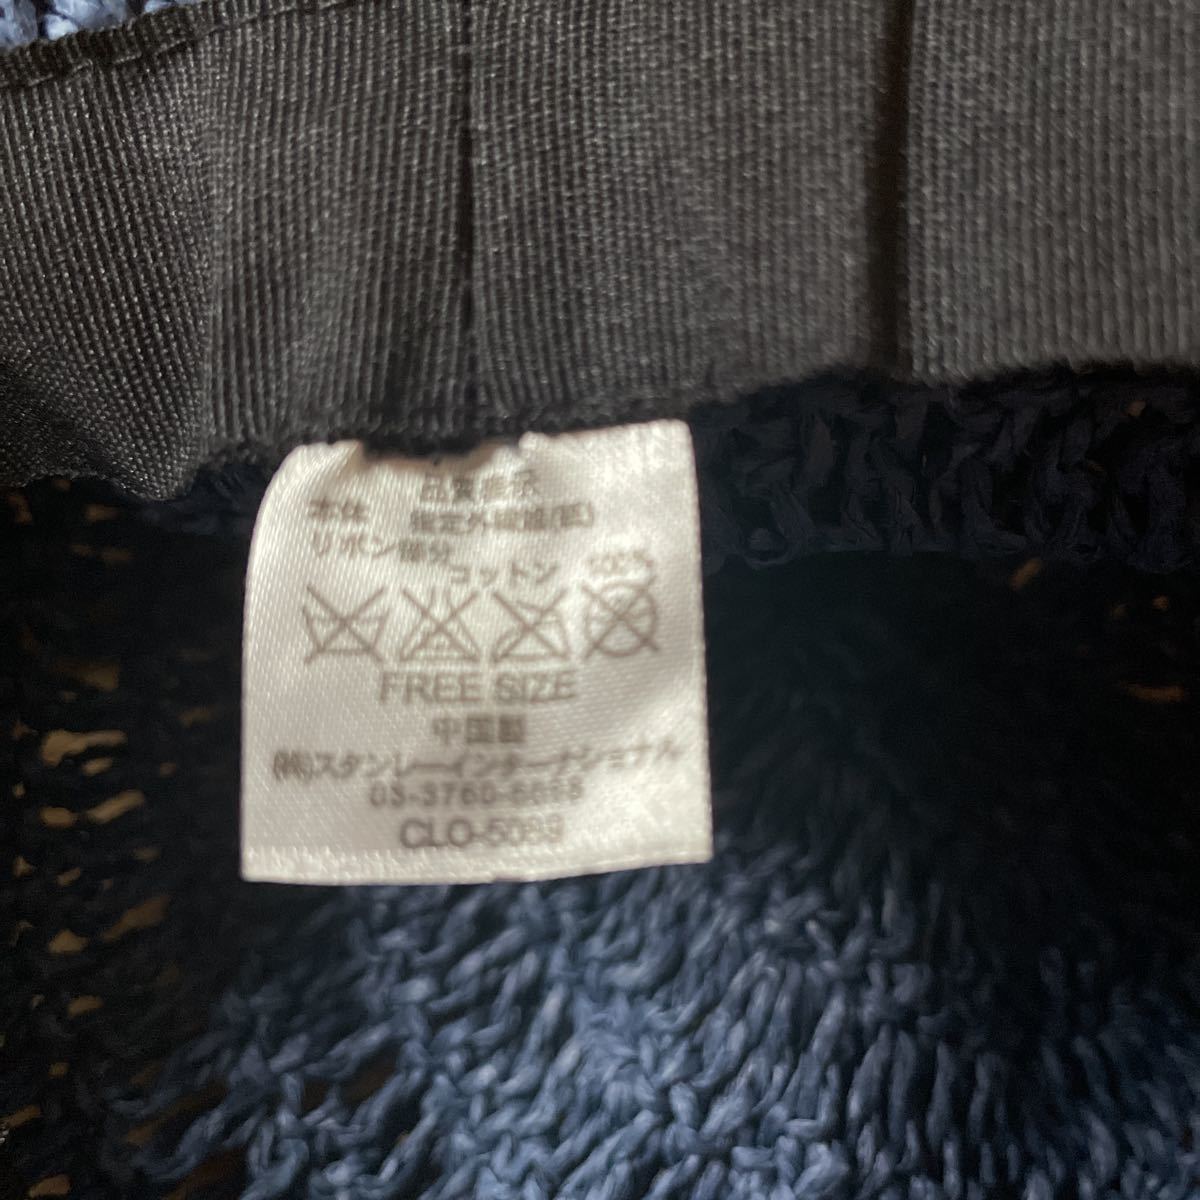 品質表示
本体 指定外繊維(紙)
リボン部分
コットン
FREE SIZE
中国製
(株)スタンレーインターナショナル
03-3760-6668
CLO-5089